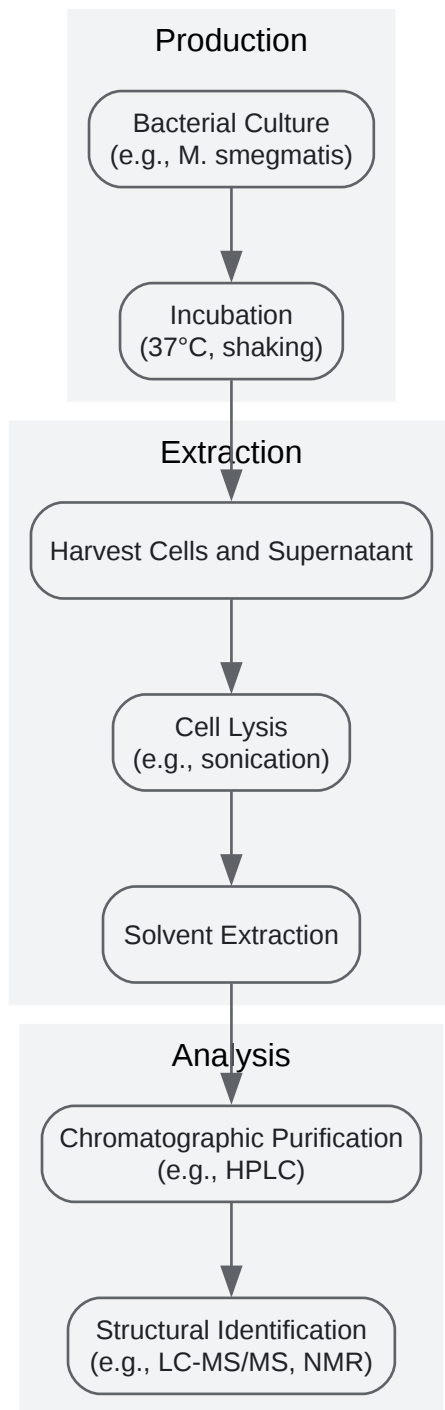 Production
Bacterial Culture
(e.g., M. smegmatis)
Incubation
(37°C, shaking)
Extraction
Harvest Cells and Supernatant
Cell Lysis
(e.g., sonication)
Solvent Extraction
Analysis
Chromatographic Purification
(e.g., HPLC)
Structural Identification
(e.g., LC-MS/MS, NMR)